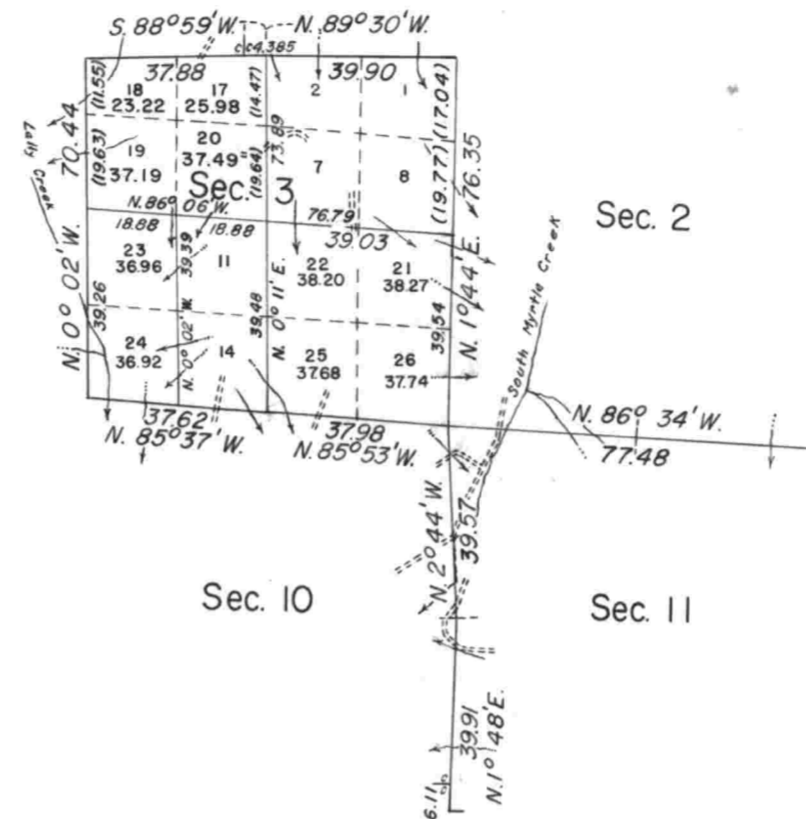 S. 88° 59' W.
N. 89° 30' W.
c c 4.385
37.88
39.90
(11.55)
18
23.22
17
25.98
(14.47)
2
1
(17.04)
70.44
Lally Creek
(19.63)
19
37.19
20
37.49
(19.64)
73.89
7
8
(19.77)
76.35
Sec. 3
Sec. 2
N. 86° 06' W.
76.79
18.88
18.88
39.03
N. 0° 02' W.
23
36.96
39.39
11
22
38.20
21
38.27
N. 1° 44' E.
39.26
39.48
N. 0° 11' E.
39.54
South Myrtle Creek
24
36.92
N. 0° 02' W.
14
25
37.68
26
37.74
37.62
37.98
N. 86° 34' W.
N. 85° 37' W.
N. 85° 53' W.
77.48
N. 2° 44' W.
39.57
Sec. 10
Sec. 11
39.91
N. 1° 48' E.
6.11